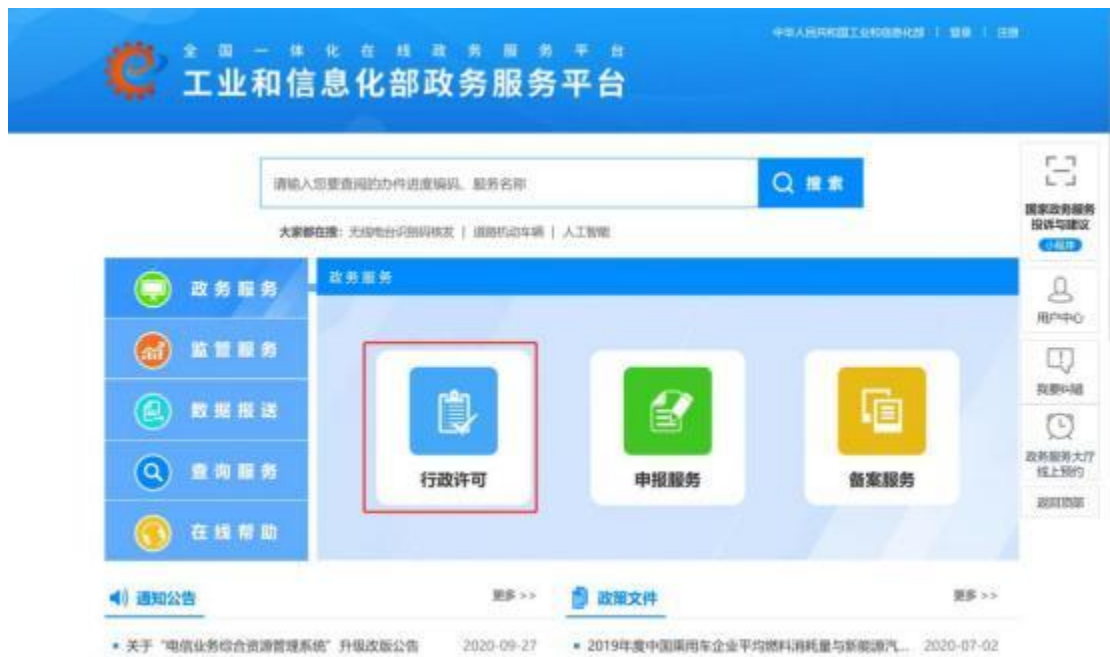 中华人民共和国工业和信息化部 | 登录 | 注册
全国一体化在线政务服务平台
工业和信息化部政务服务平台
请输入您要查阅的办件进度编码、服务名称
搜索
大家都在搜：无线电台识别码核发 | 道路机动车辆 | 人工智能
国家政务服务
投诉与建议
小程序
用户中心
我要纠错
政务服务大厅
线上预约
返回顶部
政务服务
监管服务
数据报送
查询服务
在线帮助
政务服务
行政许可
申报服务
备案服务
通知公告
更多 >>
政策文件
更多 >>
关于“电信业务综合资源管理系统”升级改版公告 2020-09-27
2019年度中国乘用车企业平均燃料消耗量与新能源汽... 2020-07-02